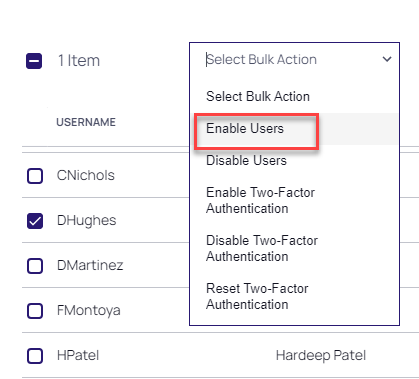 1 Item
Select Bulk Action
Select Bulk Action
USERNAME
Enable Users
Disable Users
Enable Two-Factor
Authentication
Disable Two-Factor
Authentication
Reset Two-Factor
Authentication
CNichols
DHughes
DMartinez
FMontoya
HPatel Hardeep Patel